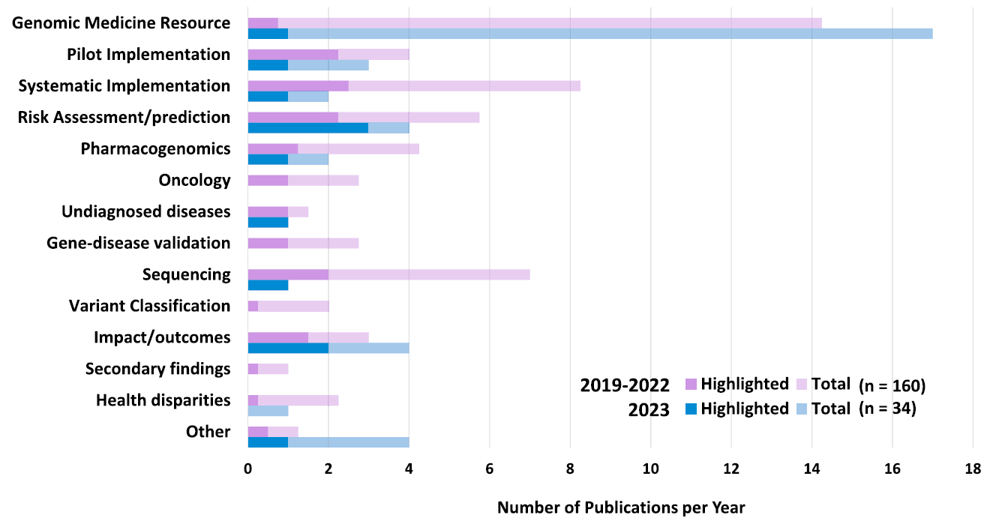 Genomic Medicine Resource
Pilot Implementation
Systematic Implementation
Risk Assessment/prediction
Pharmacogenomics
Oncology
Undiagnosed diseases
Gene-disease validation
Sequencing
Variant Classification
Impact/outcomes
Secondary findings
Health disparities
Other
2019-2022 Highlighted Total (n = 160)
2023 Highlighted Total (n = 34)
0 2 4 6 8 10 12 14 16 18
Number of Publications per Year